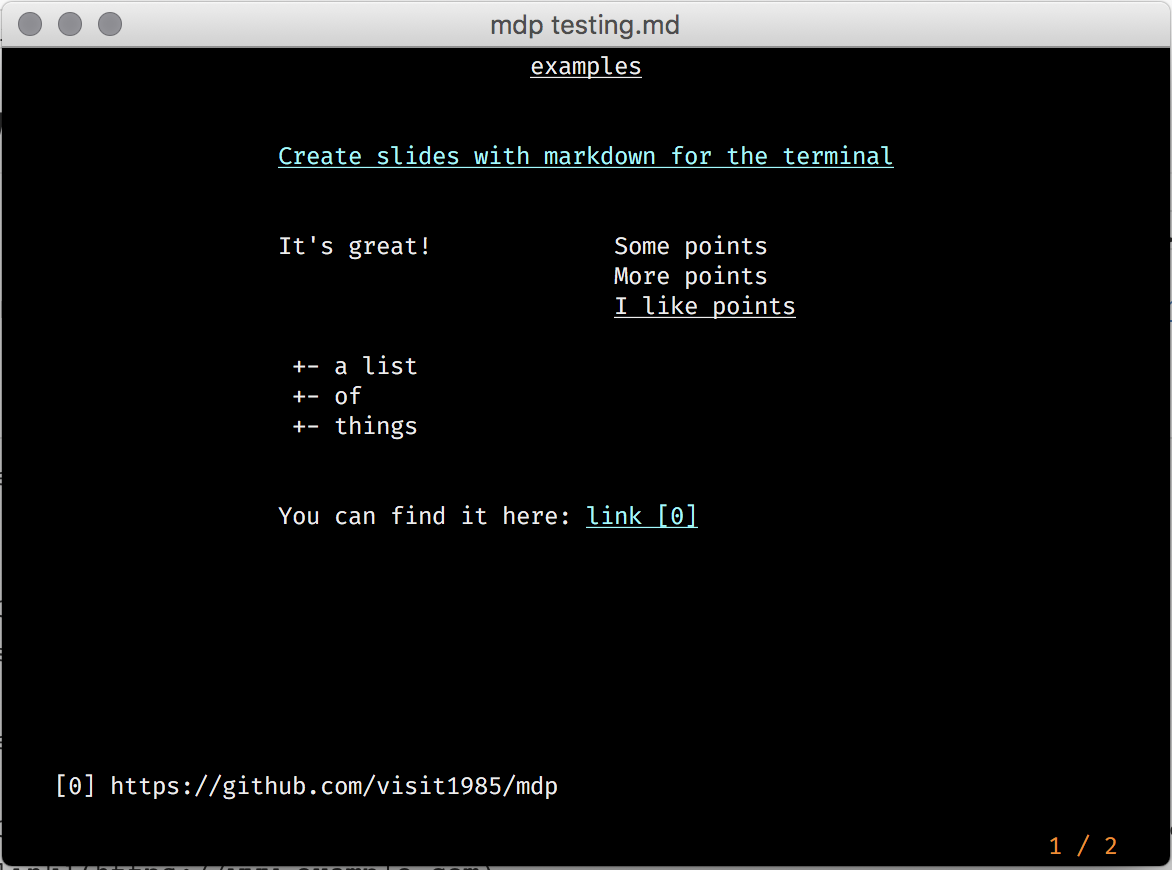 mdp testing.md
examples
Create slides with markdown for the terminal
It's great!
Some points
More points
I like points
+- a list
+- of
+- things
You can find it here: link [0]
[0] https://github.com/visit1985/mdp
1 / 2